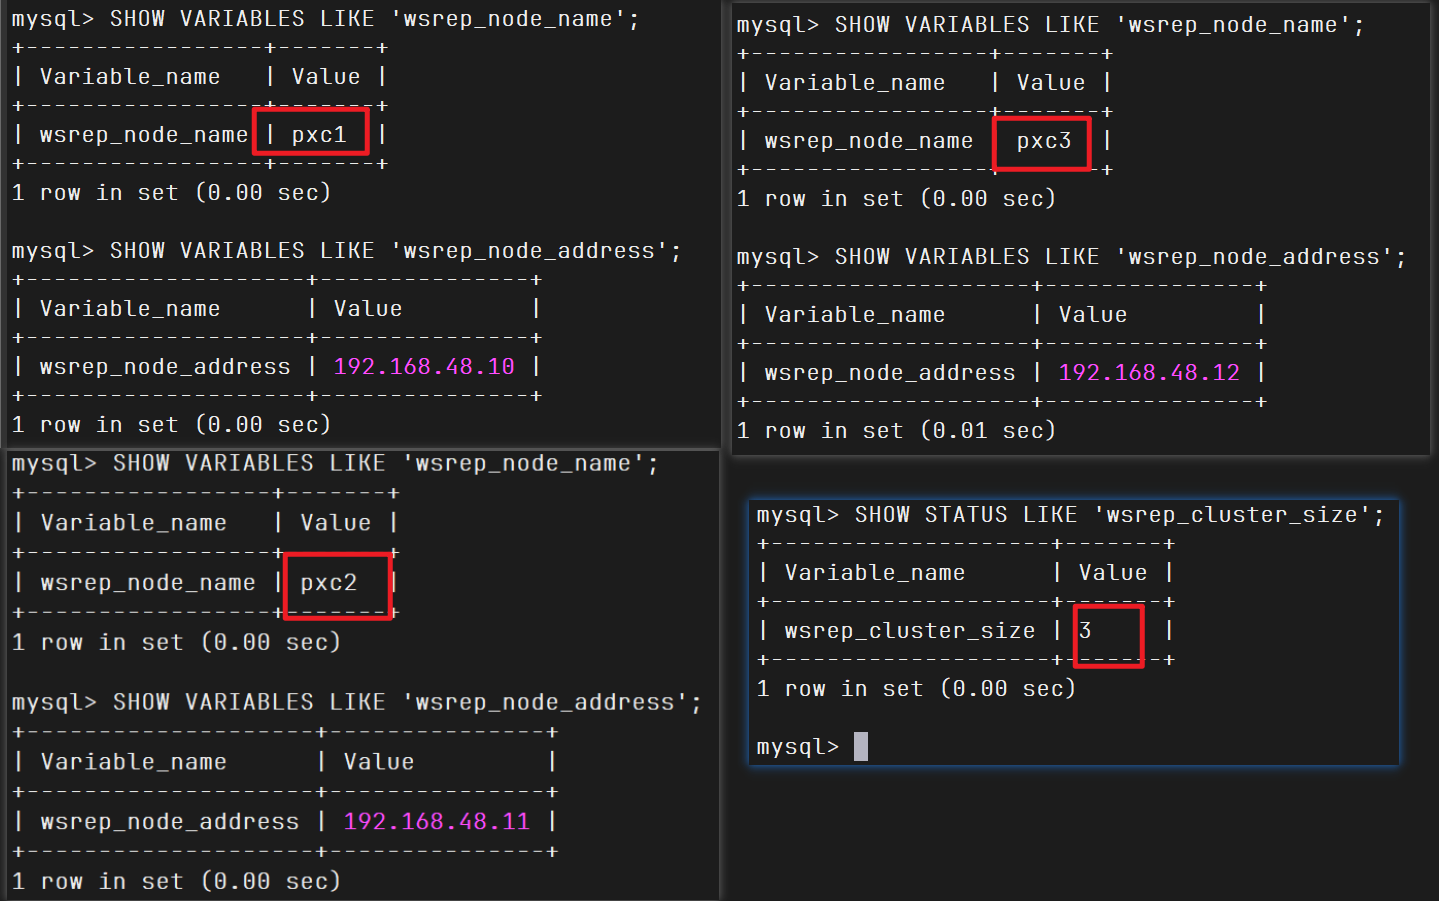 mysql> SHOW VARIABLES LIKE 'wsrep_node_name';
+-----------------+-------+
| Variable_name   | Value |
+-----------------+-------+
| wsrep_node_name | pxc1  |
+-----------------+-------+
1 row in set (0.00 sec)
mysql> SHOW VARIABLES LIKE 'wsrep_node_address';
+--------------------+---------------+
| Variable_name      | Value         |
+--------------------+---------------+
| wsrep_node_address | 192.168.48.10 |
+--------------------+---------------+
1 row in set (0.00 sec)
mysql> SHOW VARIABLES LIKE 'wsrep_node_name';
+-----------------+-------+
| Variable_name   | Value |
+-----------------+-------+
| wsrep_node_name   pxc3  |
+-----------------+-------+
1 row in set (0.00 sec)
mysql> SHOW VARIABLES LIKE 'wsrep_node_address';
+--------------------+---------------+
| Variable_name      | Value         |
+--------------------+---------------+
| wsrep_node_address | 192.168.48.12 |
+--------------------+---------------+
1 row in set (0.01 sec)
mysql> SHOW VARIABLES LIKE 'wsrep_node_name';
+-----------------+-------+
| Variable_name   | Value |
+-----------------+-------+
| wsrep_node_name | pxc2  |
+-----------------+-------+
1 row in set (0.00 sec)
mysql> SHOW VARIABLES LIKE 'wsrep_node_address';
+--------------------+---------------+
| Variable_name      | Value         |
+--------------------+---------------+
| wsrep_node_address | 192.168.48.11 |
+--------------------+---------------+
1 row in set (0.00 sec)
mysql> SHOW STATUS LIKE 'wsrep_cluster_size';
+--------------------+-------+
| Variable_name      | Value |
+--------------------+-------+
| wsrep_cluster_size | 3     |
+--------------------+-------+
1 row in set (0.00 sec)
mysql>